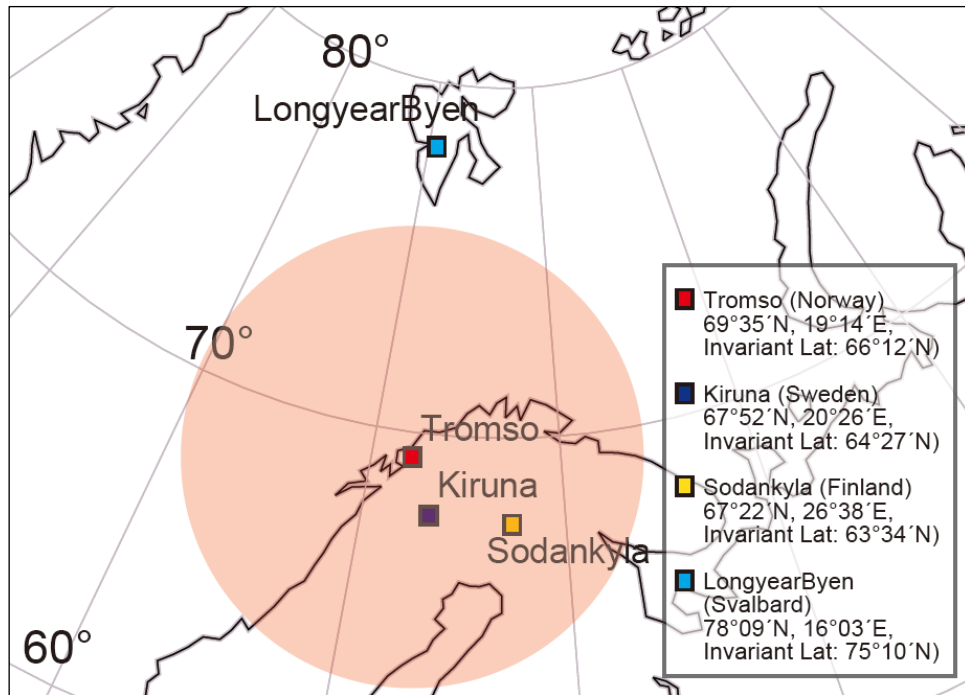 80°
LongyearByen
70°
Tromso
Kiruna
Sodankyla
60°
Tromso (Norway)
69°35´N, 19°14´E,
Invariant Lat: 66°12´N)
Kiruna (Sweden)
67°52´N, 20°26´E,
Invariant Lat: 64°27´N)
Sodankyla (Finland)
67°22´N, 26°38´E,
Invariant Lat: 63°34´N)
LongyearByen
(Svalbard)
78°09´N, 16°03´E,
Invariant Lat: 75°10´N)